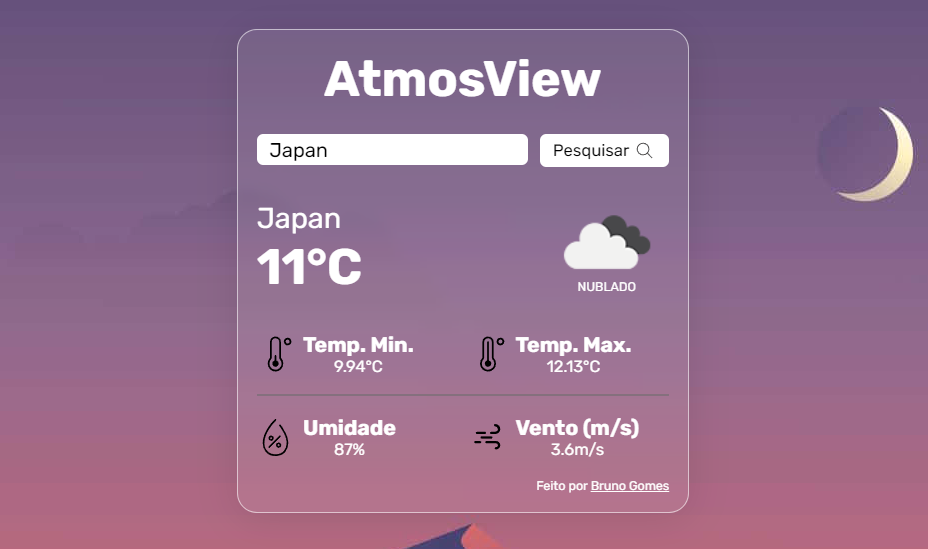 AtmosView
Japan
Pesquisar
Japan
11°C
NUBLADO
Temp. Min.
9.94°C
Temp. Max.
12.13°C
Umidade
87%
Vento (m/s)
3.6m/s
Feito por Bruno Gomes